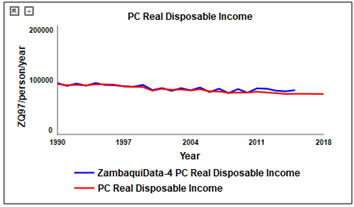 PC Real Disposable Income
200000
100000
0
ZQ97/person/year
1990 1997 2004 2011 2018
Year
ZambaquiData-4 PC Real Disposable Income
PC Real Disposable Income